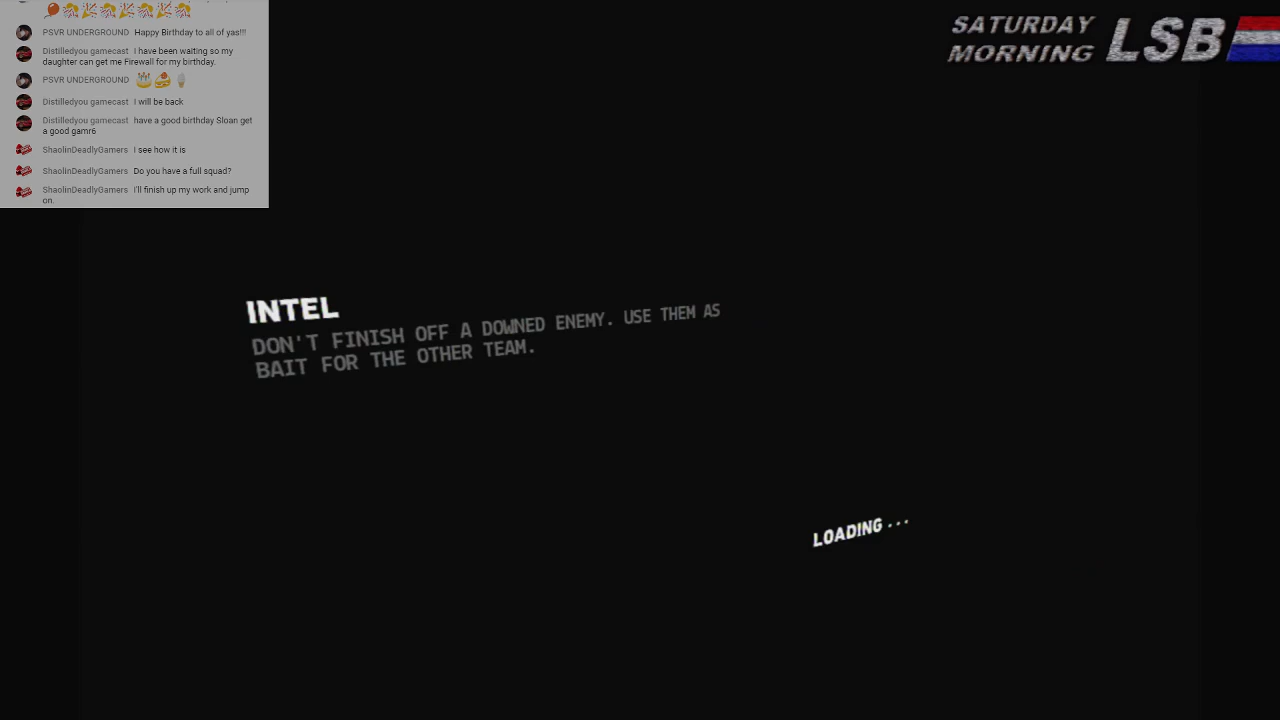 PSVR UNDERGROUND Happy Birthday to all of yas!!!
Distilledyou gamecast I have been waiting so my
daughter can get me Firewall for my birthday.
PSVR UNDERGROUND
Distilledyou gamecast I will be back
Distilledyou gamecast have a good birthday Sloan get
a good gamr6
ShaolinDeadlyGamers I see how it is
ShaolinDeadlyGamers Do you have a full squad?
ShaolinDeadlyGamers I'll finish up my work and jump
on.
SATURDAY
MORNING LSB
INTEL
DON'T FINISH OFF A DOWNED ENEMY. USE THEM AS
BAIT FOR THE OTHER TEAM.
LOADING ...